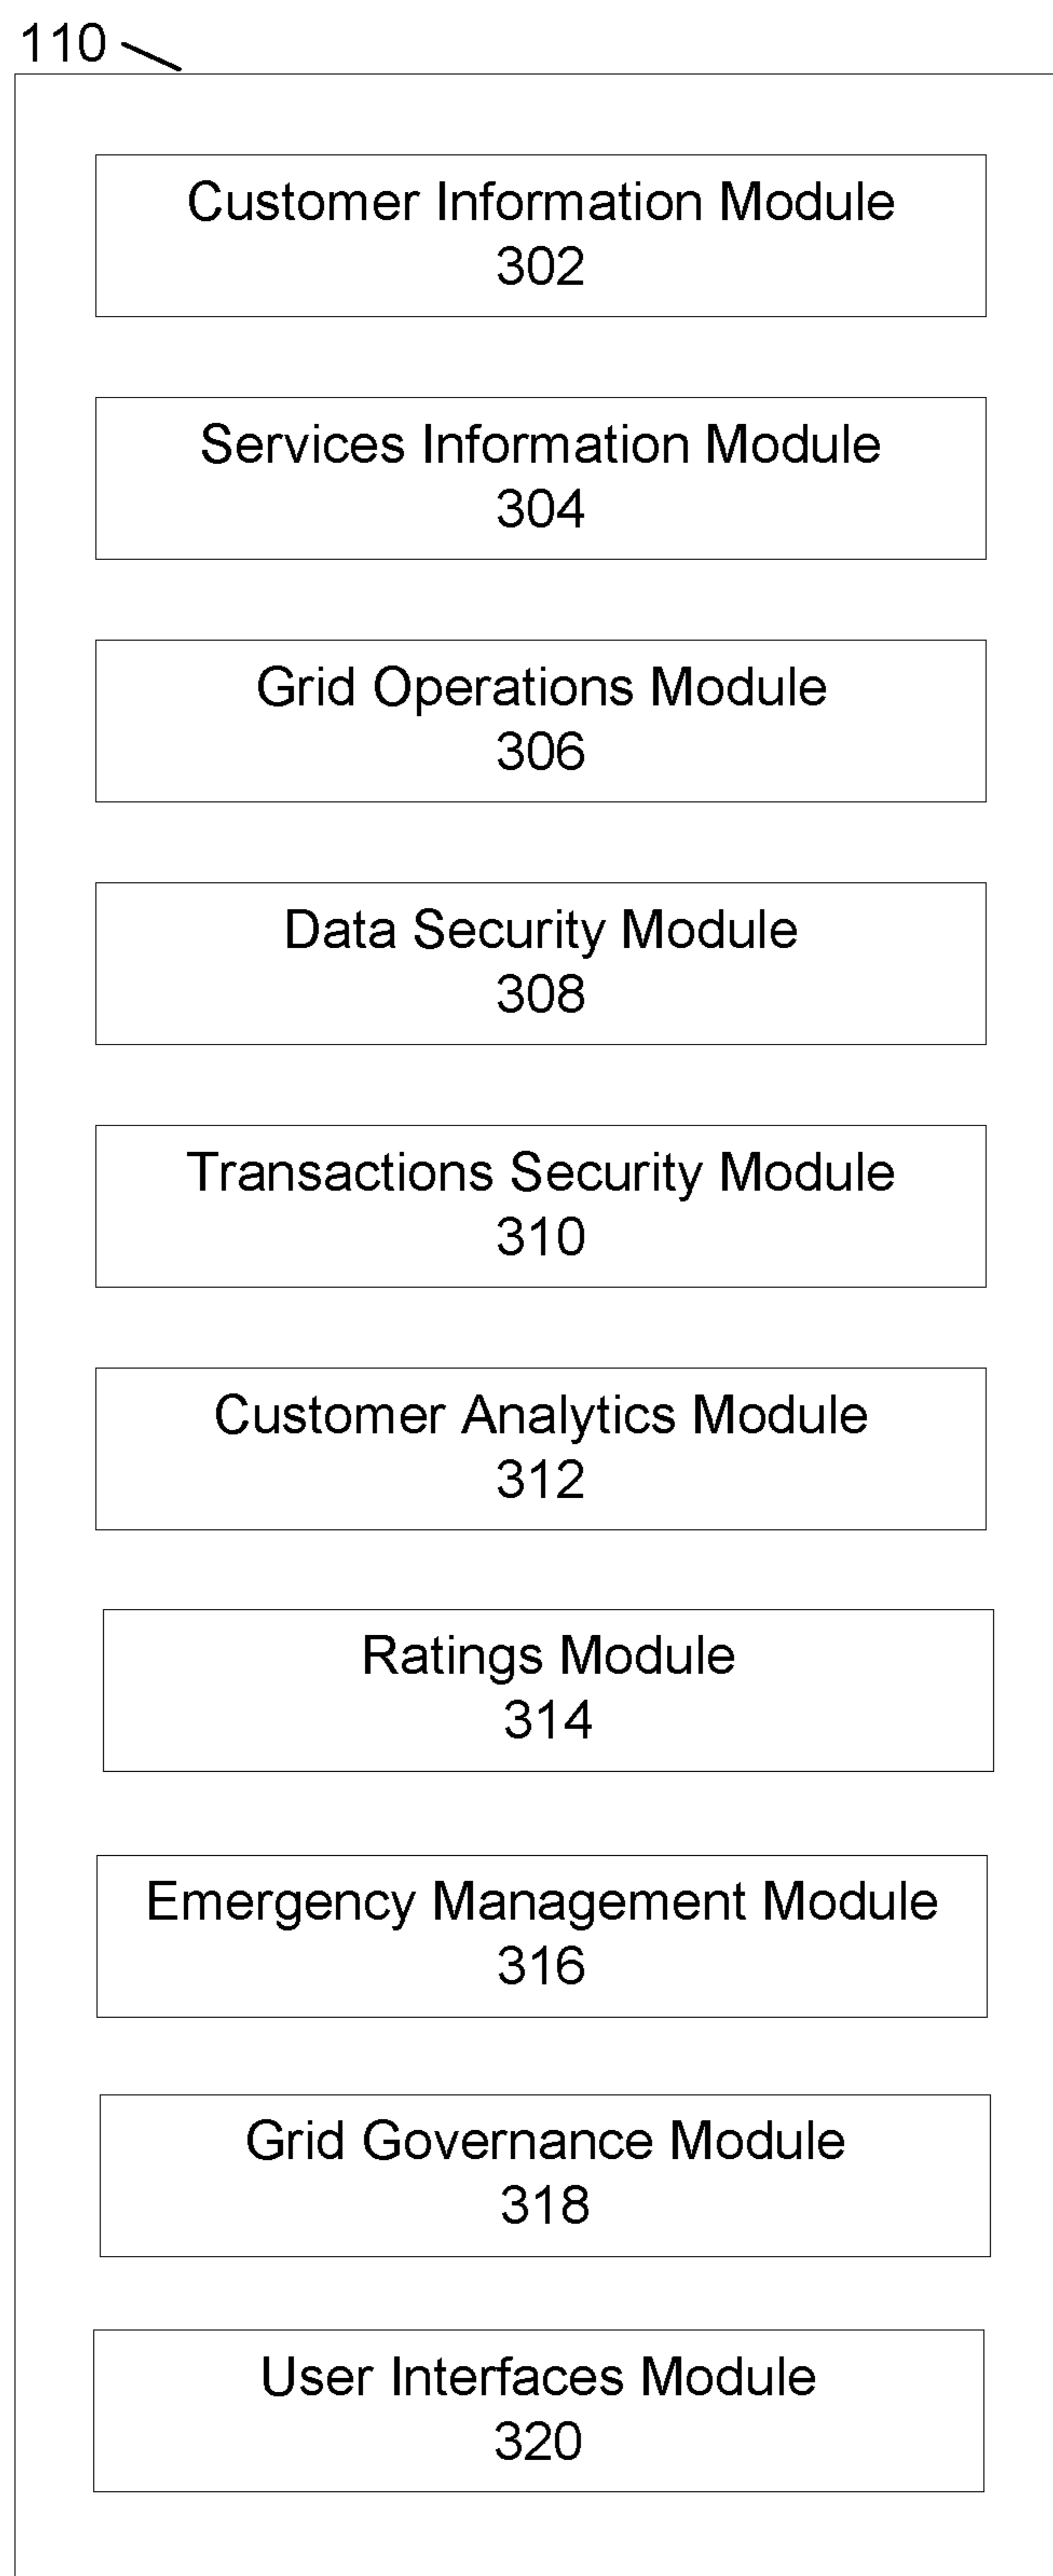 110
Customer Information Module
302
Services Information Module
304
Grid Operations Module
306
Data Security Module
308
Transactions Security Module
310
Customer Analytics Module
312
Ratings Module
314
Emergency Management Module
316
Grid Governance Module
318
User Interfaces Module
320